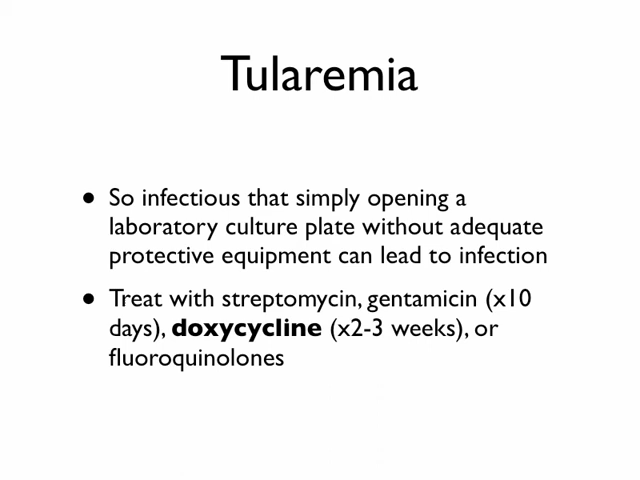 Tularemia
• So infectious that simply opening a
laboratory culture plate without adequate
protective equipment can lead to infection
• Treat with streptomycin, gentamicin (x10
days), doxycycline (x2-3 weeks), or
fluoroquinolones